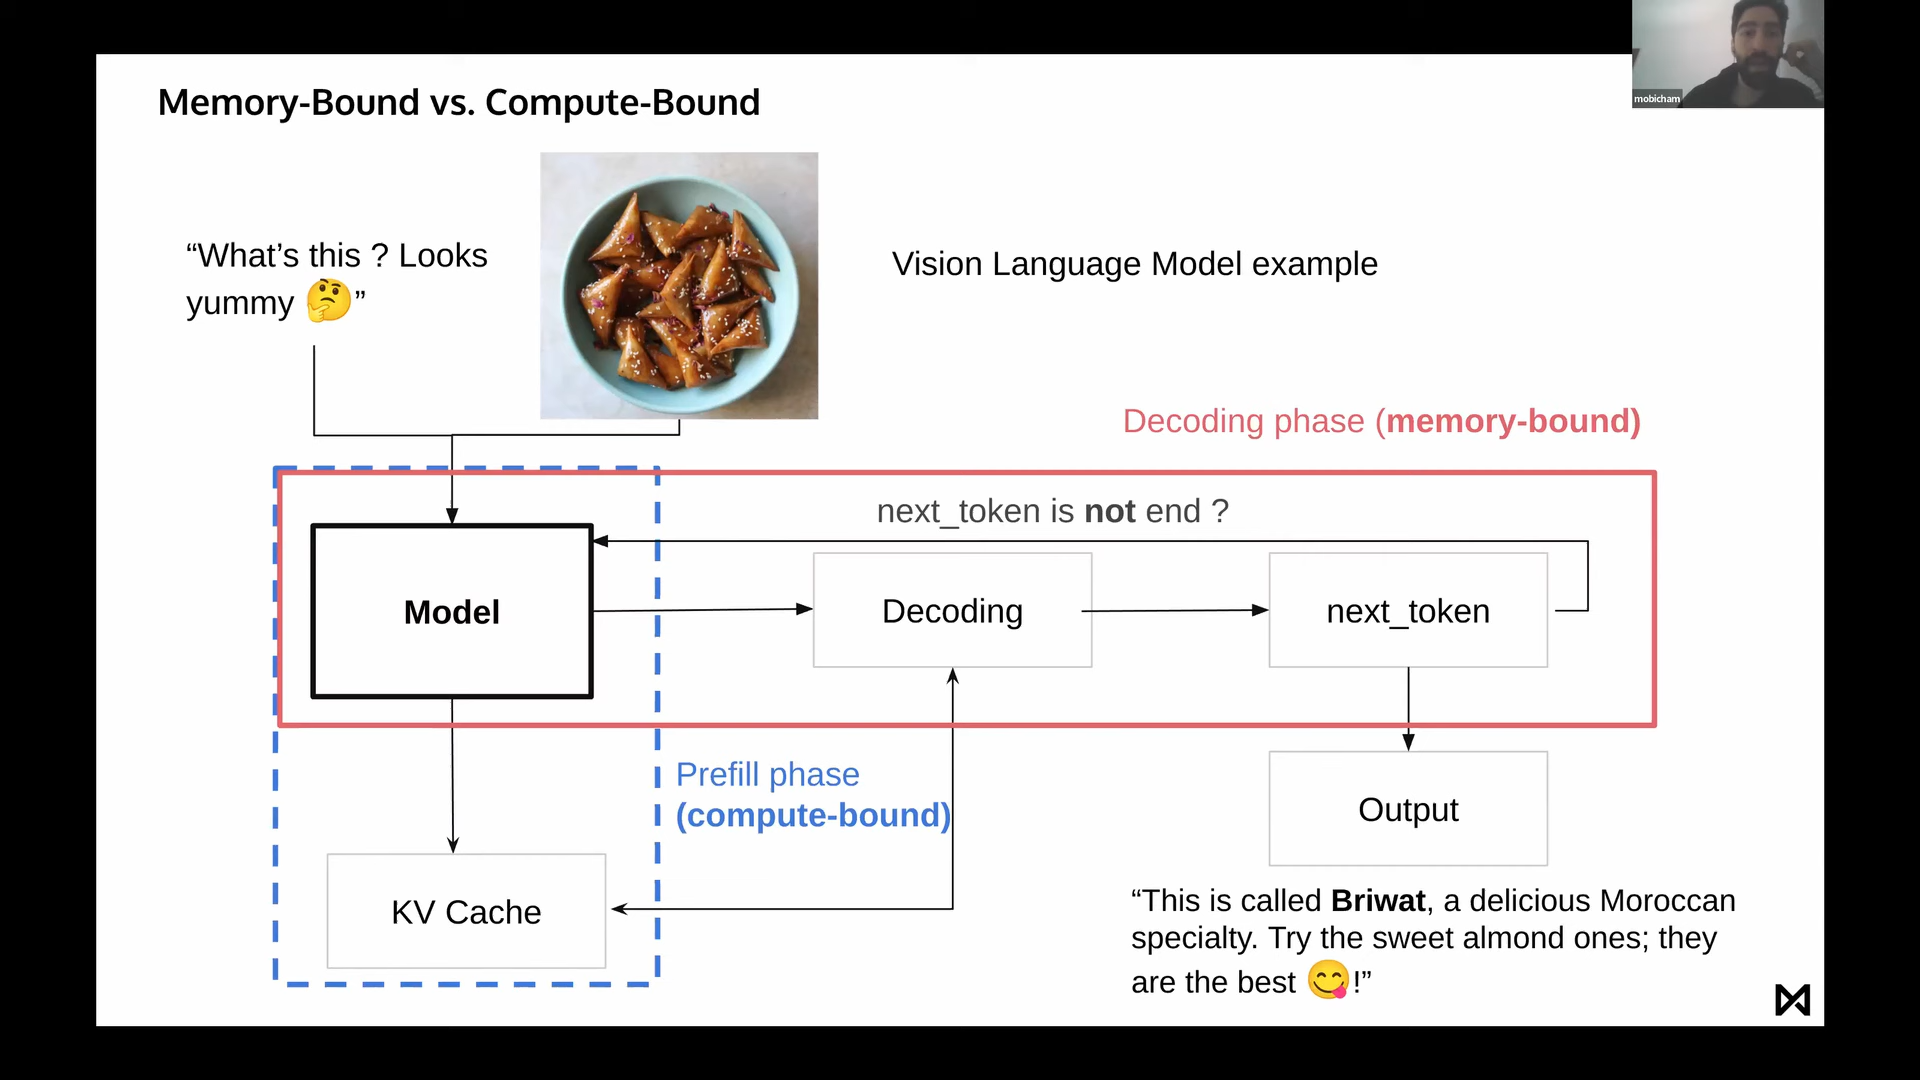 Memory-Bound vs. Compute-Bound
mobicham
“What’s this ? Looks
yummy 🤔”
Vision Language Model example
Decoding phase (memory-bound)
next_token is not end ?
Model
Decoding
next_token
Prefill phase
(compute-bound)
Output
KV Cache
“This is called Briwat, a delicious Moroccan
specialty. Try the sweet almond ones; they
are the best 😋!”